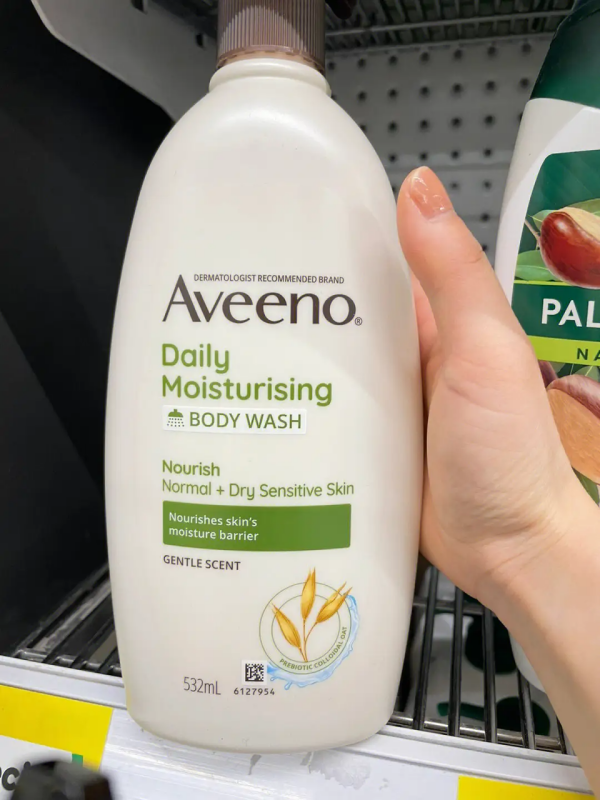 DERMATOLOGIST RECOMMENDED BRAND
Aveeno®
Daily
Moisturising
BODY WASH
Nourish
Normal + Dry Sensitive Skin
Nourishes skin's
moisture barrier
GENTLE SCENT
PREBIOTIC COLLOIDAL OAT
532mL
6127954
PAL
NA